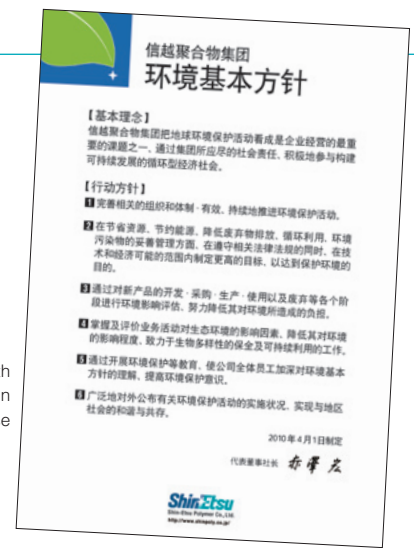 信越聚合物集团
环境基本方针
【基本理念】
信越聚合物集团把地球环境保护活动看成是企业经营的最重
要的课题之一、通过集团所应尽的社会责任、积极地参与构建
可持续发展的循环型经济社会。
【行动方针】
1 完善相关的组织和体制·有效、持续地推进环境保护活动。
2 在节省资源、节约能源、降低废弃物排放、循环利用、环境
污染物的妥善管理方面、在遵守相关法律法规的同时、在技
术和经济可能的范围内制定更高的目标、以达到保护环境的
目的。
3 通过对新产品的开发·采购·生产·使用以及废弃等各个阶
段进行环境影响评估、努力降低其对环境所造成的负担。
4 掌握及评价业务活动对生态环境的影响因素、降低其对环境
的影响程度、致力于生物多样性的保全及可持续利用的工作。
5 通过开展环境保护等教育、使公司全体员工加深对环境基本
方针的理解、提高环境保护意识。
6 广泛地对外公布有关环境保护活动的实施状况、实现与地区
社会的和谐与共存。
2010年4月1日制定
代表董事社长
ShinEtsu
Shin-Etsu Polymer Co., Ltd.
http://www.shinpoly.co.jp/
th
n
e